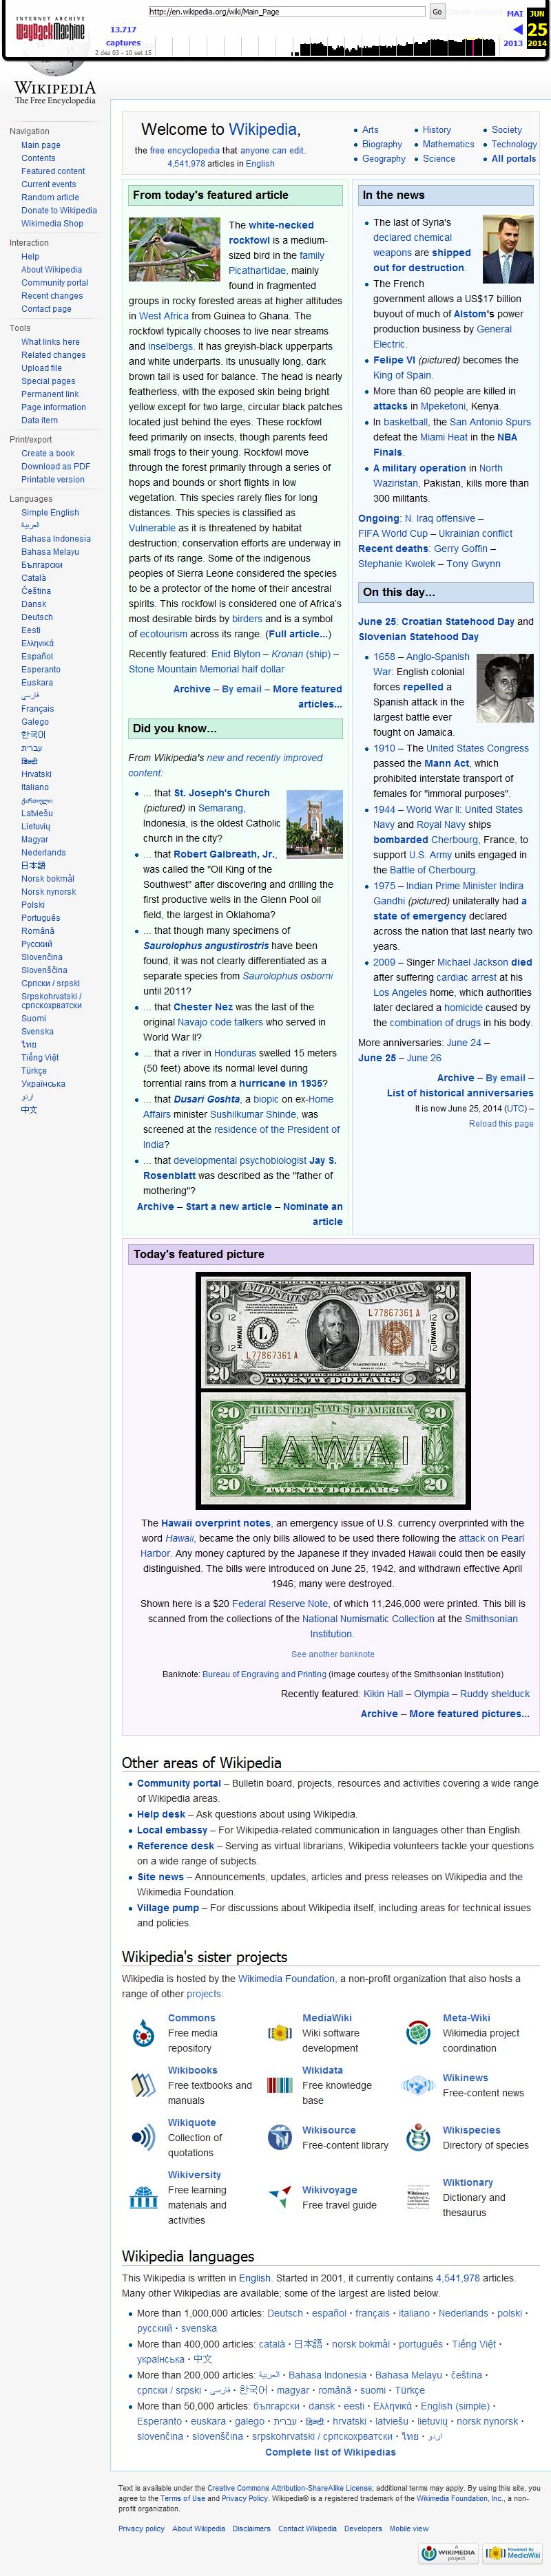 INTERNET ARCHIVE
WayBackMachine
http://en.wikipedia.org/wiki/Main_Page
Go
13.717
captures
2 dez 03 - 10 set 15
MAI
JUN
25
2013
2014
WIKIPEDIA
The Free Encyclopedia
Navigation
Main page
Contents
Featured content
Current events
Random article
Donate to Wikipedia
Wikimedia Shop
Interaction
Help
About Wikipedia
Community portal
Recent changes
Contact page
Tools
What links here
Related changes
Upload file
Special pages
Permanent link
Page information
Data item
Print/export
Create a book
Download as PDF
Printable version
Languages
Simple English
العربية
Bahasa Indonesia
Bahasa Melayu
Български
Català
Čeština
Dansk
Deutsch
Eesti
Ελληνικά
Español
Esperanto
Euskara
فارسی
Français
Galego
한국어
עברית
हिन्दी
Hrvatski
Italiano
ქართული
Latviešu
Lietuvių
Magyar
Nederlands
日本語
Norsk bokmål
Norsk nynorsk
Polski
Português
Română
Русский
Slovenčina
Slovenščina
Српски / srpski
Srpskohrvatski /
српскохрватски
Suomi
Svenska
ไทย
Tiếng Việt
Türkçe
Українська
اردو
中文
Welcome to Wikipedia,
the free encyclopedia that anyone can edit.
4,541,978 articles in English
Arts
Biography
Geography
History
Mathematics
Science
Society
Technology
All portals
From today's featured article
The white-necked
rockfowl is a medium-
sized bird in the family
Picathartidae, mainly
found in fragmented
groups in rocky forested areas at higher altitudes
in West Africa from Guinea to Ghana. The
rockfowl typically chooses to live near streams
and inselbergs. It has greyish-black upperparts
and white underparts. Its unusually long, dark
brown tail is used for balance. The head is nearly
featherless, with the exposed skin being bright
yellow except for two large, circular black patches
located just behind the eyes. These rockfowl
feed primarily on insects, though parents feed
small frogs to their young. Rockfowl move
through the forest primarily through a series of
hops and bounds or short flights in low
vegetation. This species rarely flies for long
distances. This species is classified as
Vulnerable as it is threatened by habitat
destruction; conservation efforts are underway in
parts of its range. Some of the indigenous
peoples of Sierra Leone considered the species
to be a protector of the home of their ancestral
spirits. This rockfowl is considered one of Africa's
most desirable birds by birders and is a symbol
of ecotourism across its range. (Full article...)
Recently featured: Enid Blyton – Kronan (ship) –
Stone Mountain Memorial half dollar
Archive – By email – More featured
articles...
Did you know...
From Wikipedia's new and recently improved
content:
... that St. Joseph's Church
(pictured) in Semarang,
Indonesia, is the oldest Catholic
church in the city?
... that Robert Galbreath, Jr.,
was called the "Oil King of the
Southwest" after discovering and drilling the
first productive wells in the Glenn Pool oil
field, the largest in Oklahoma?
... that though many specimens of
Saurolophus angustirostris have been
found, it was not clearly differentiated as a
separate species from Saurolophus osborni
until 2011?
... that Chester Nez was the last of the
original Navajo code talkers who served in
World War II?
... that a river in Honduras swelled 15 meters
(50 feet) above its normal level during
torrential rains from a hurricane in 1935?
... that Dusari Goshta, a biopic on ex-Home
Affairs minister Sushilkumar Shinde, was
screened at the residence of the President of
India?
... that developmental psychobiologist Jay S.
Rosenblatt was described as the "father of
mothering"?
Archive – Start a new article – Nominate an
article
In the news
The last of Syria's
declared chemical
weapons are shipped
out for destruction.
The French
government allows a US$17 billion
buyout of much of Alstom's power
production business by General
Electric.
Felipe VI (pictured) becomes the
King of Spain.
More than 60 people are killed in
attacks in Mpeketoni, Kenya.
In basketball, the San Antonio Spurs
defeat the Miami Heat in the NBA
Finals.
A military operation in North
Waziristan, Pakistan, kills more than
300 militants.
Ongoing: N. Iraq offensive –
FIFA World Cup – Ukrainian conflict
Recent deaths: Gerry Goffin –
Stephanie Kwolek – Tony Gwynn
On this day...
June 25: Croatian Statehood Day and
Slovenian Statehood Day
1658 – Anglo-Spanish
War: English colonial
forces repelled a
Spanish attack in the
largest battle ever
fought on Jamaica.
1910 – The United States Congress
passed the Mann Act, which
prohibited interstate transport of
females for "immoral purposes".
1944 – World War II: United States
Navy and Royal Navy ships
bombarded Cherbourg, France, to
support U.S. Army units engaged in
the Battle of Cherbourg.
1975 – Indian Prime Minister Indira
Gandhi (pictured) unilaterally had a
state of emergency declared
across the nation that last nearly two
years.
2009 – Singer Michael Jackson died
after suffering cardiac arrest at his
Los Angeles home, which authorities
later declared a homicide caused by
the combination of drugs in his body.
More anniversaries: June 24 –
June 25 – June 26
Archive – By email –
List of historical anniversaries
It is now June 25, 2014 (UTC) –
Reload this page
Today's featured picture
THE UNITED STATES OF AMERICA
20
L77867361A
HAWAII
L
12
L77867361A
TWENTY DOLLARS
THE UNITED STATES OF AMERICA
20
HAWAII
TWENTY DOLLARS
The Hawaii overprint notes, an emergency issue of U.S. currency overprinted with the
word Hawaii, became the only bills allowed to be used there following the attack on Pearl
Harbor. Any money captured by the Japanese if they invaded Hawaii could then be easily
distinguished. The bills were introduced on June 25, 1942, and withdrawn effective April
1946; many were destroyed.
Shown here is a $20 Federal Reserve Note, of which 11,246,000 were printed. This bill is
scanned from the collections of the National Numismatic Collection at the Smithsonian
Institution.
See another banknote
Banknote: Bureau of Engraving and Printing (image courtesy of the Smithsonian Institution)
Recently featured: Kikin Hall – Olympia – Ruddy shelduck
Archive – More featured pictures...
Other areas of Wikipedia
Community portal – Bulletin board, projects, resources and activities covering a wide range
of Wikipedia areas.
Help desk – Ask questions about using Wikipedia.
Local embassy – For Wikipedia-related communication in languages other than English.
Reference desk – Serving as virtual librarians, Wikipedia volunteers tackle your questions
on a wide range of subjects.
Site news – Announcements, updates, articles and press releases on Wikipedia and the
Wikimedia Foundation.
Village pump – For discussions about Wikipedia itself, including areas for technical issues
and policies.
Wikipedia's sister projects
Wikipedia is hosted by the Wikimedia Foundation, a non-profit organization that also hosts a
range of other projects:
Commons
Free media
repository
MediaWiki
Wiki software
development
Meta-Wiki
Wikimedia project
coordination
Wikibooks
Free textbooks and
manuals
Wikidata
Free knowledge
base
Wikinews
Free-content news
Wikiquote
Collection of
quotations
Wikisource
Free-content library
Wikispecies
Directory of species
Wikiversity
Free learning
materials and
activities
Wikivoyage
Free travel guide
Wiktionary
Dictionary and
thesaurus
Wikipedia languages
This Wikipedia is written in English. Started in 2001, it currently contains 4,541,978 articles.
Many other Wikipedias are available; some of the largest are listed below.
More than 1,000,000 articles: Deutsch · español · français · italiano · Nederlands · polski ·
русский · svenska
More than 400,000 articles: català · 日本語 · norsk bokmål · português · Tiếng Việt ·
українська · 中文
More than 200,000 articles: العربية · Bahasa Indonesia · Bahasa Melayu · čeština ·
српски / srpski · فارسی · 한국어 · magyar · română · suomi · Türkçe
More than 50,000 articles: български · dansk · eesti · Ελληνικά · English (simple) ·
Esperanto · euskara · galego · עברית · हिन्दी · hrvatski · latviešu · lietuvių · norsk nynorsk ·
slovenčina · slovenščina · srpskohrvatski / српскохрватски · ไทย · اردو
Complete list of Wikipedias
Text is available under the Creative Commons Attribution-ShareAlike License; additional terms may apply. By using this site, you
agree to the Terms of Use and Privacy Policy. Wikipedia® is a registered trademark of the Wikimedia Foundation, Inc., a non-
profit organization.
Privacy policy About Wikipedia Disclaimers Contact Wikipedia Developers Mobile view
A WIKIMEDIA project
Powered By MediaWiki